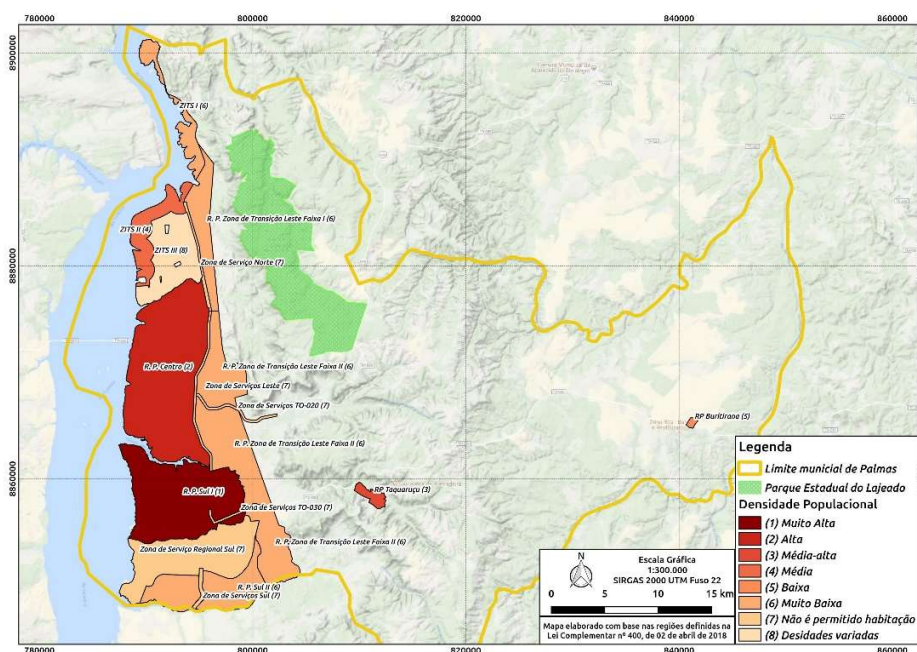 780000
800000
820000
840000
860000
8900000
8880000
8860000
ZITS I (6)
R. P. Zona de Transição Leste Faixa I (6)
ZITS II (4)
ZITS III (8)
Zona de Serviço Norte (7)
R. P. Centro (2)
R. P. Zona de Transição Leste Faixa II (6)
Zona de Serviços Leste (7)
Zona de Serviços TO-020 (7)
RP Buritirana (5)
R. P. Zona de Transição Leste Faixa II (6)
R. P. Sul I (1)
RP Taquaruçu (3)
Zona de Serviços TO-030 (7)
R. P. Zona de Transição Leste Faixa II (6)
Zona de Serviço Regional Sul (7)
R. P. Sul II (6)
Zona de Serviços Sul (7)
Legenda
Limite municial de Palmas
Parque Estadual do Lajeado
Densidade Populacional
(1) Muito Alta
(2) Alta
(3) Média-alta
(4) Média
(5) Baixa
(6) Muito Baixa
(7) Não é permitido habitação
(8) Desidades variadas
N
Escala Gráfica
1:300.000
SIRGAS 2000 UTM Fuso 22
0 5 10 15 km
Mapa elaborado com base nas regiões definidas na
Lei Complementar nº 400, de 02 de abril de 2018
780000
800000
820000
840000
860000